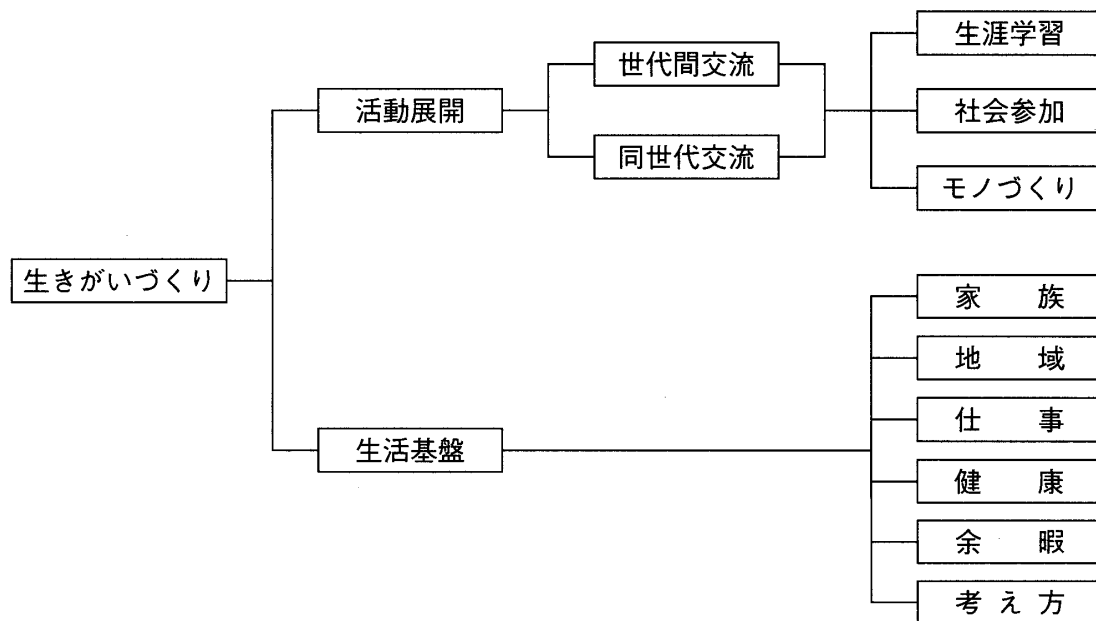 生きがいづくり
活動展開
世代間交流
同世代交流
生涯学習
社会参加
モノづくり
生活基盤
家族
地域
仕事
健康
余暇
考え方